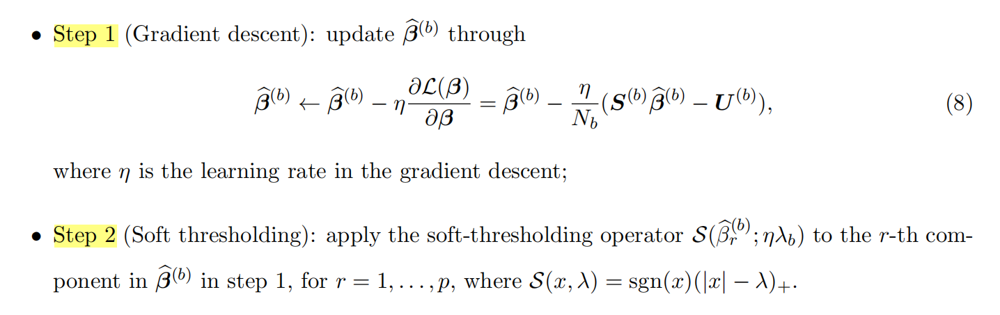 • Step 1 (Gradient descent): update $\widehat{\boldsymbol{\beta}}^{(b)}$ through
$$\widehat{\boldsymbol{\beta}}^{(b)} \leftarrow \widehat{\boldsymbol{\beta}}^{(b)} - \eta \frac{\partial \mathcal{L}(\boldsymbol{\beta})}{\partial \boldsymbol{\beta}} = \widehat{\boldsymbol{\beta}}^{(b)} - \frac{\eta}{N_b} (\boldsymbol{S}^{(b)} \widehat{\boldsymbol{\beta}}^{(b)} - \boldsymbol{U}^{(b)}), \quad (8)$$
where $\eta$ is the learning rate in the gradient descent;
• Step 2 (Soft thresholding): apply the soft-thresholding operator $\mathcal{S}(\widehat{\beta}_r^{(b)}; \eta\lambda_b)$ to the $r$-th com-
ponent in $\widehat{\boldsymbol{\beta}}^{(b)}$ in step 1, for $r = 1, \ldots, p$, where $\mathcal{S}(x, \lambda) = \mathrm{sgn}(x)(|x| - \lambda)_+$.